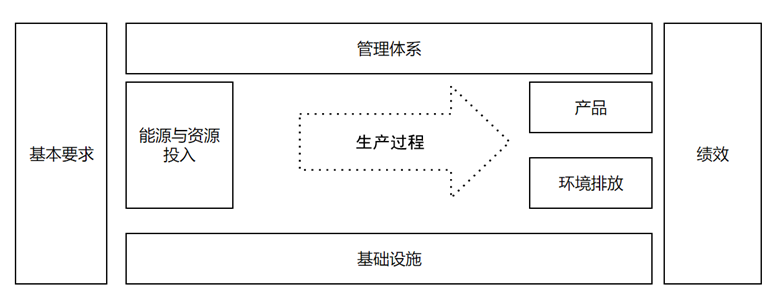 管理体系
基本要求
能源与资源
投入
生产过程
产品
环境排放
绩效
基础设施